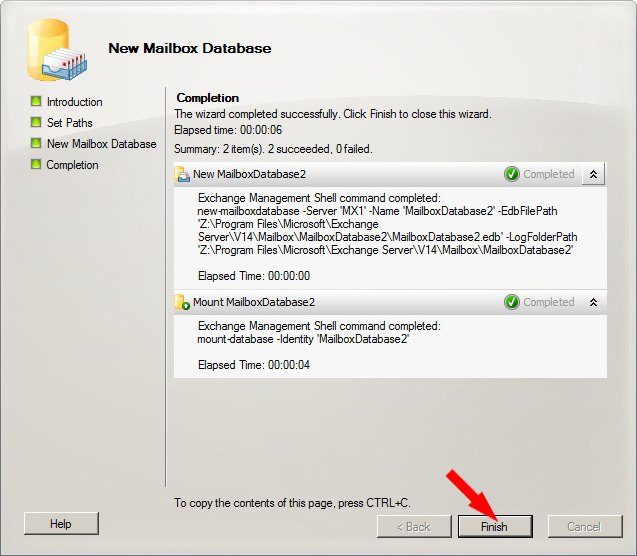 New Mailbox Database
Introduction
Set Paths
New Mailbox Database
Completion
Completion
The wizard completed successfully. Click Finish to close this wizard.
Elapsed time: 00:00:06
Summary: 2 item(s). 2 succeeded, 0 failed.
New MailboxDatabase2 Completed
Exchange Management Shell command completed:
new-mailboxdatabase -Server 'MX1' -Name 'MailboxDatabase2' -EdbFilePath
'Z:\Program Files\Microsoft\Exchange
Server\V14\Mailbox\MailboxDatabase2\MailboxDatabase2.edb' -LogFolderPath
'Z:\Program Files\Microsoft\Exchange Server\V14\Mailbox\MailboxDatabase2'
Elapsed Time: 00:00:00
Mount MailboxDatabase2 Completed
Exchange Management Shell command completed:
mount-database -Identity 'MailboxDatabase2'
Elapsed Time: 00:00:04
To copy the contents of this page, press CTRL+C.
Help < Back Finish Cancel